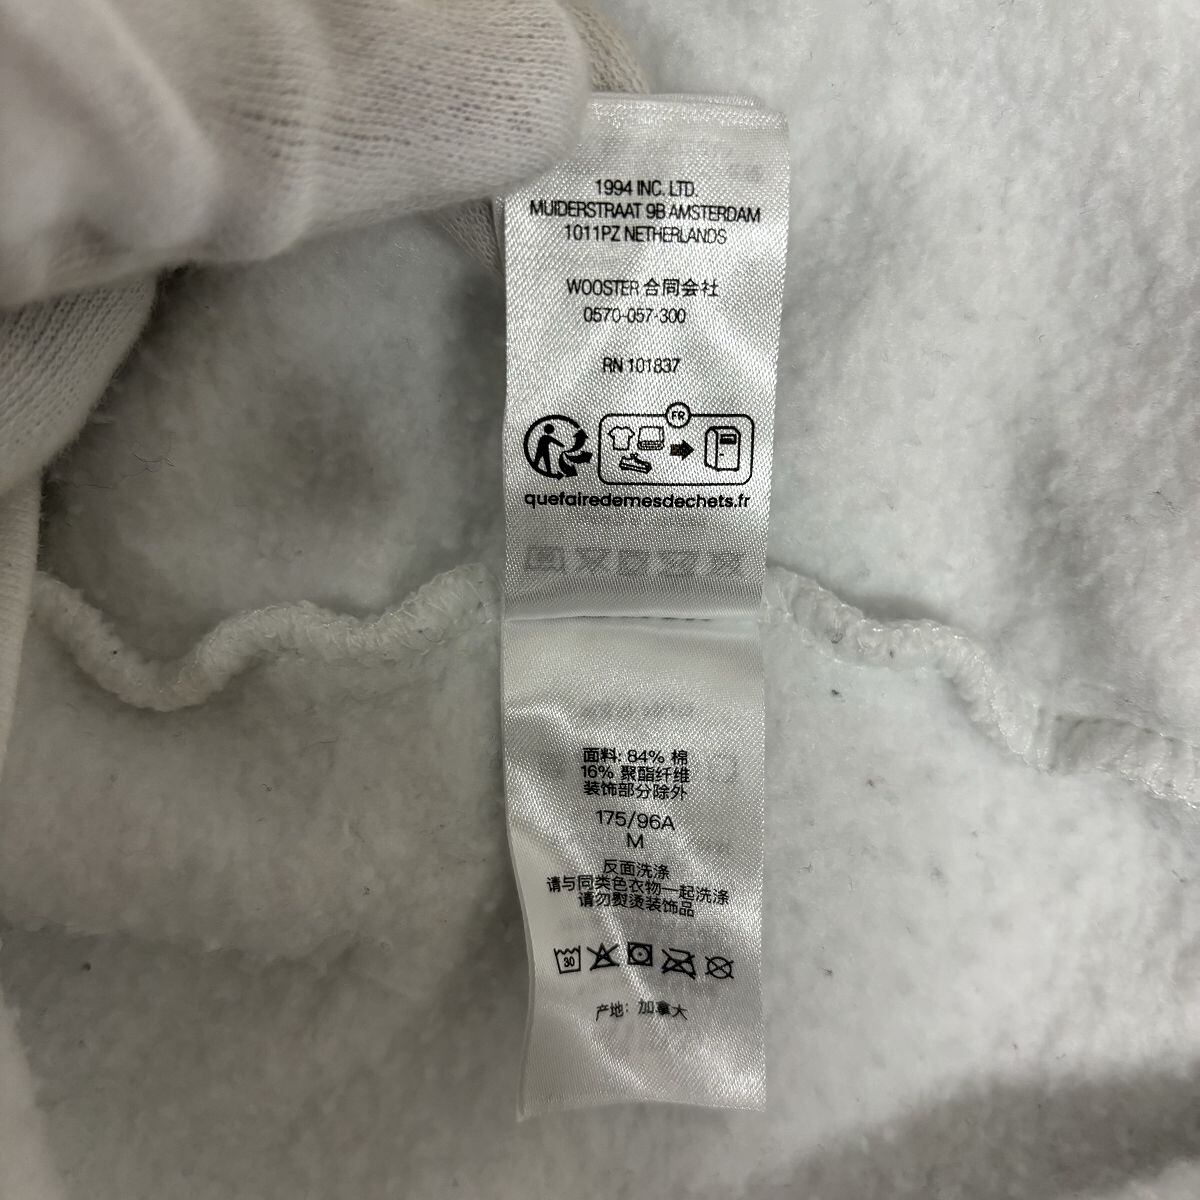 1994 INC. LTD.
MUIDERSTRAAT 9B AMSTERDAM
1011PZ NETHERLANDS
WOOSTER 合同会社
0570-057-300
RN 101837
FR
quefairedemesdechets.fr
面料: 84% 棉
16% 聚酯纤维
装饰部分除外
175/96A
M
反面洗涤
请与同类色衣物一起洗涤
请勿熨烫装饰品
30
产地: 加拿大